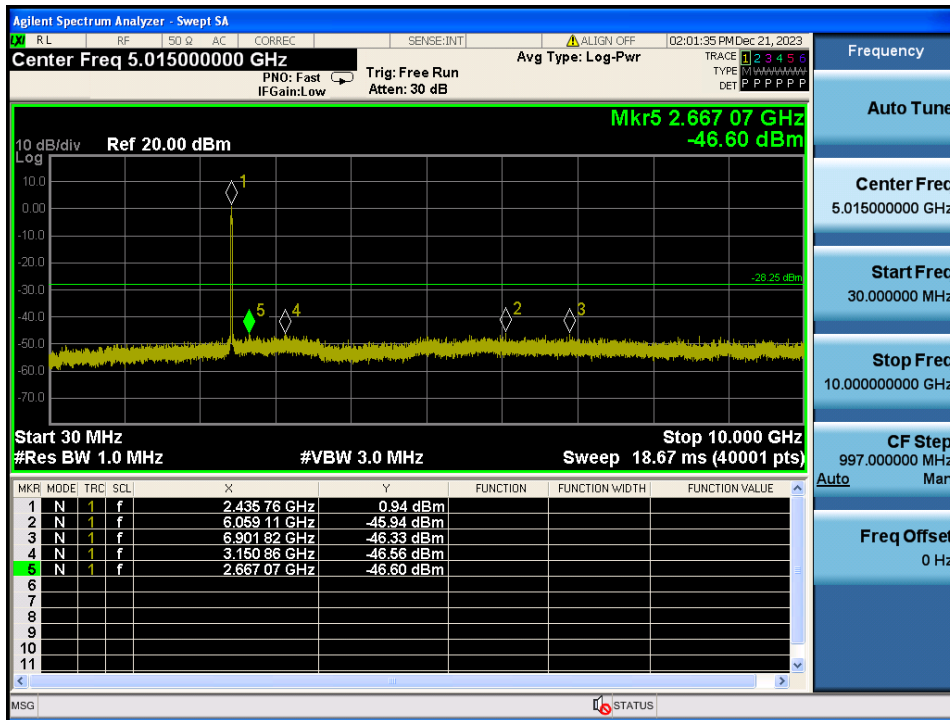 Agilent Spectrum Analyzer - Swept SA
LXI RL RF 50 Ω AC CORREC SENSE:INT ALIGN OFF 02:01:35 PM Dec 21, 2023
Center Freq 5.015000000 GHz
PNO: Fast
IFGain:Low
Trig: Free Run
Atten: 30 dB
Avg Type: Log-Pwr
TRACE 1 2 3 4 5 6
TYPE M
DET P P P P P P
Mkr5 2.667 07 GHz
-46.60 dBm
10 dB/div Ref 20.00 dBm
Log
10.0
0.00
-10.0
-20.0
-30.0
-40.0
-50.0
-60.0
-70.0
1
5
4
2
3
-28.25 dBm
Start 30 MHz Stop 10.000 GHz
#Res BW 1.0 MHz #VBW 3.0 MHz Sweep 18.67 ms (40001 pts)
MKR MODE TRC SCL X Y FUNCTION FUNCTION WIDTH FUNCTION VALUE
1 N 1 f 2.435 76 GHz 0.94 dBm
2 N 1 f 6.059 11 GHz -45.94 dBm
3 N 1 f 6.901 82 GHz -46.33 dBm
4 N 1 f 3.150 86 GHz -46.56 dBm
5 N 1 f 2.667 07 GHz -46.60 dBm
6
7
8
9
10
11
MSG STATUS
Frequency
Auto Tune
Center Freq
5.015000000 GHz
Start Freq
30.000000 MHz
Stop Freq
10.000000000 GHz
CF Step
997.000000 MHz
Auto Man
Freq Offset
0 Hz